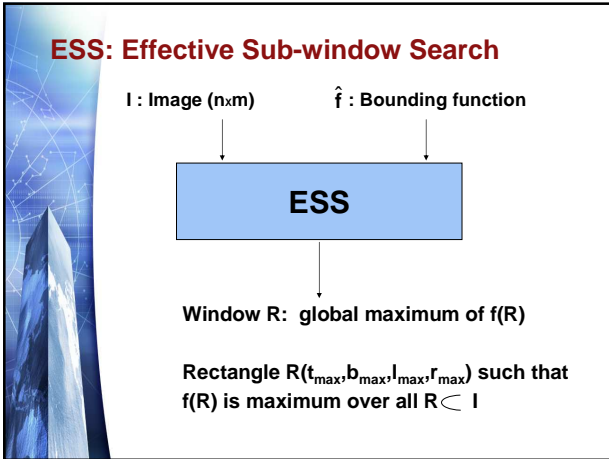 ESS: Effective Sub-window Search
I : Image (nxm)
f̂ : Bounding function
ESS
Window R: global maximum of f(R)
Rectangle R(tmax,bmax,lmax,rmax) such that
f(R) is maximum over all R ⊂ I